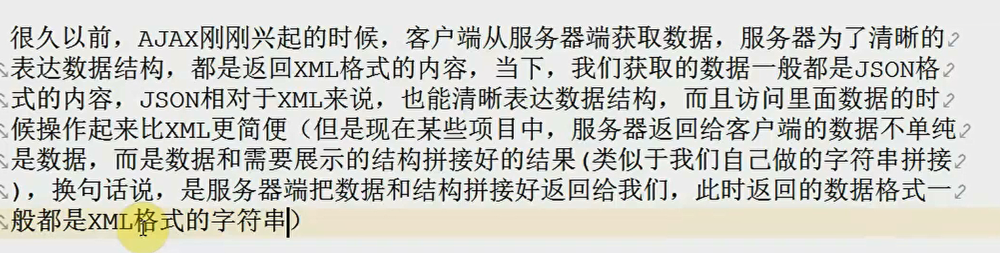 很久以前，AJAX刚刚兴起的时候，客户端从服务器端获取数据，服务器为了清晰的
表达数据结构，都是返回XML格式的内容，当下，我们获取的数据一般都是JSON格
式的内容，JSON相对于XML来说，也能清晰表达数据结构，而且访问里面数据的时
候操作起来比XML更简便（但是现在某些项目中，服务器返回给客户端的数据不单纯
是数据，而是数据和需要展示的结构拼接好的结果(类似于我们自己做的字符串拼接
)，换句话说，是服务器端把数据和结构拼接好返回给我们，此时返回的数据格式一
般都是XML格式的字符串）